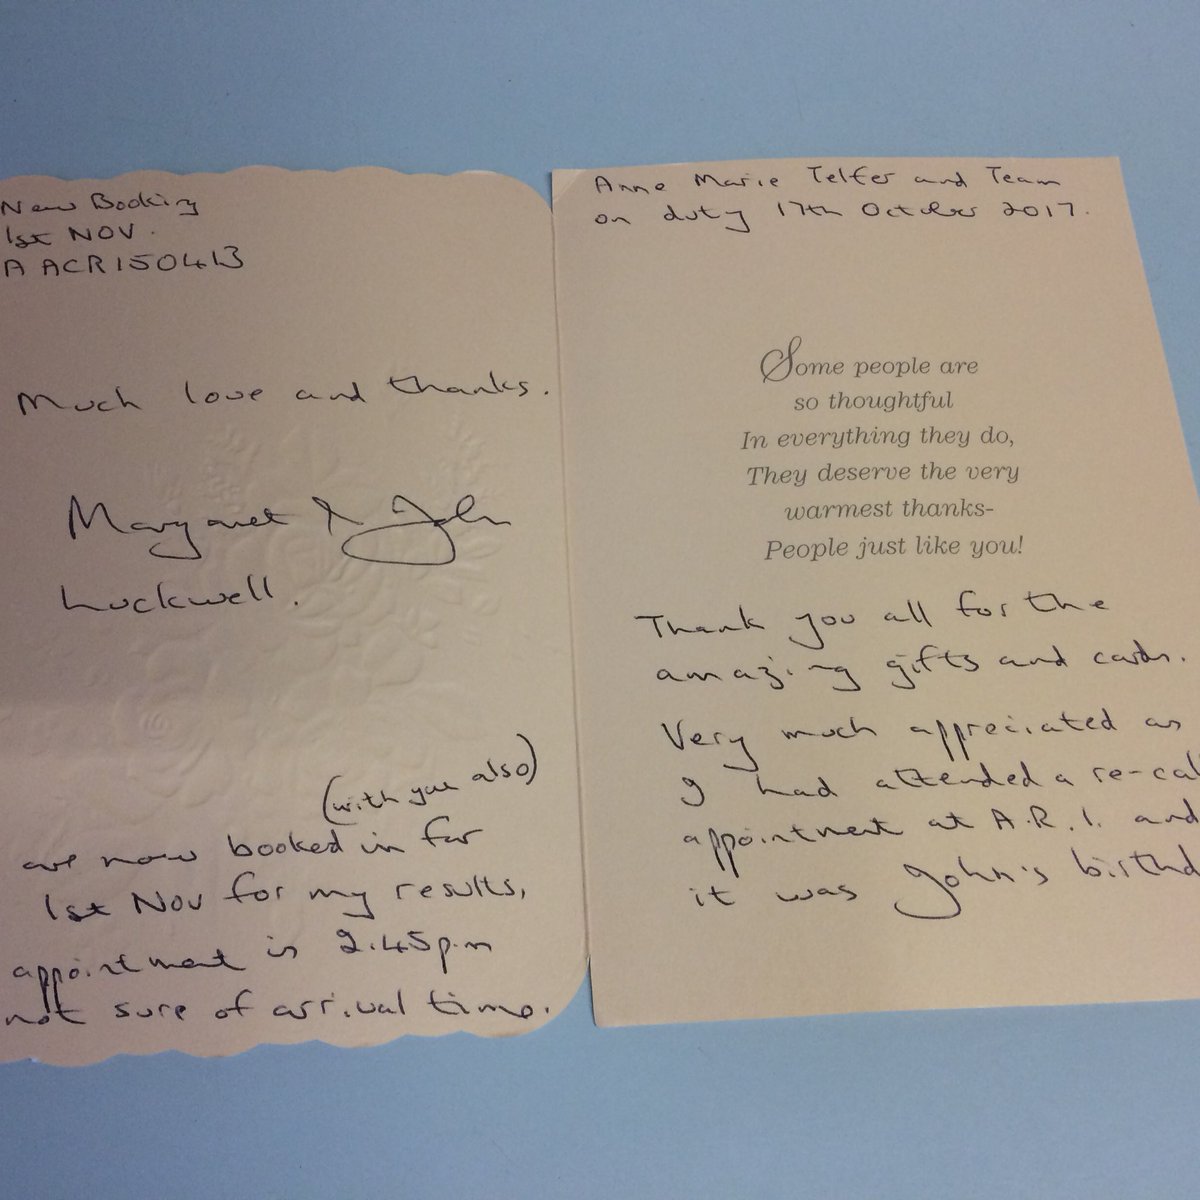 New Booking
1st NOV.
A ACR150413
Much love and thanks.
Margaret & John
Luckwell.
(with you also)
are now booked in for
1st Nov for my results,
appointment is 2.45p.m
not sure of arrival time.
Anne Marie Telfer and Team
on duty 17th October 2017.
Some people are
so thoughtful
In everything they do,
They deserve the very
warmest thanks-
People just like you!
Thank you all for the
amazing gifts and cards.
Very much appreciated as
I had attended a re-cal
appointment at A.R.I. and
it was John's birthd